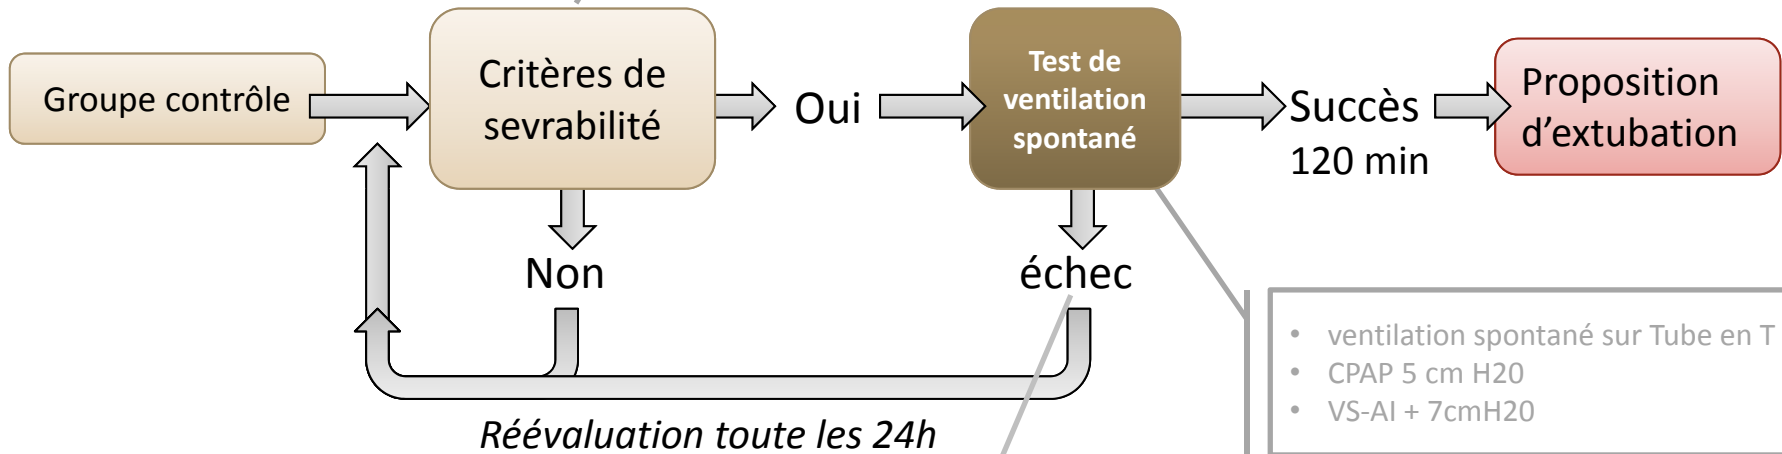 Groupe contrôle
Critères de
sevrabilité
Oui
Test de
ventilation
spontané
Succès
120 min
Proposition
d’extubation
Non
échec
Réévaluation toute les 24h
• ventilation spontané sur Tube en T
• CPAP 5 cm H20
• VS-AI + 7cmH20